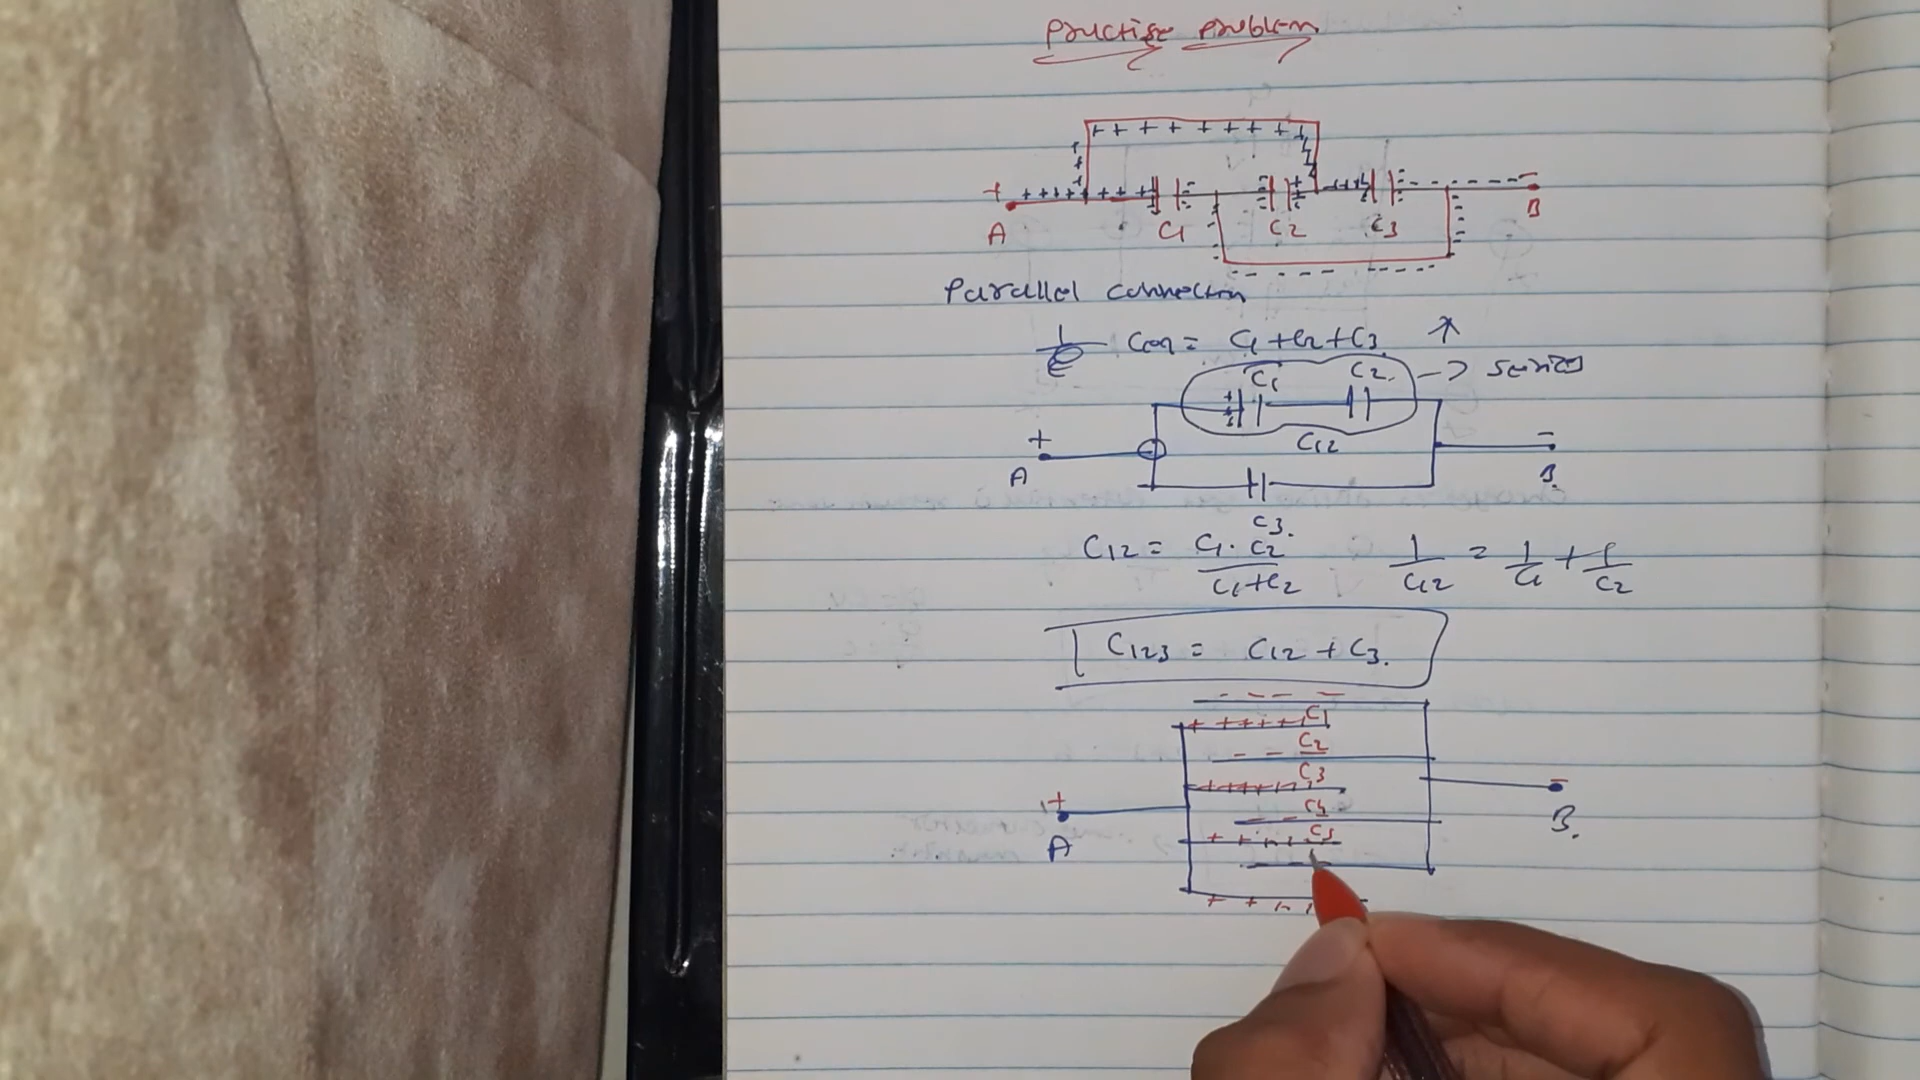 Practise Problem
+ + + + + + + +
+ + + + + + + + + - - - - -
A C1 C2 C3 B
- - - - - - -
Parallel connection
1 Ceq = C1 + C2 + C3 ↑
C1 C2 → series
+ C12 -
A B.
C3.
C12 = C1 . C2 / C1 + C2 1/C12 = 1/C1 + 1/C2
C123 = C12 + C3.
- - - -
+ + + + + C1
- - C2
+ + + + + C3
+ - - C4 -
A + + + + C5 B.
+ +